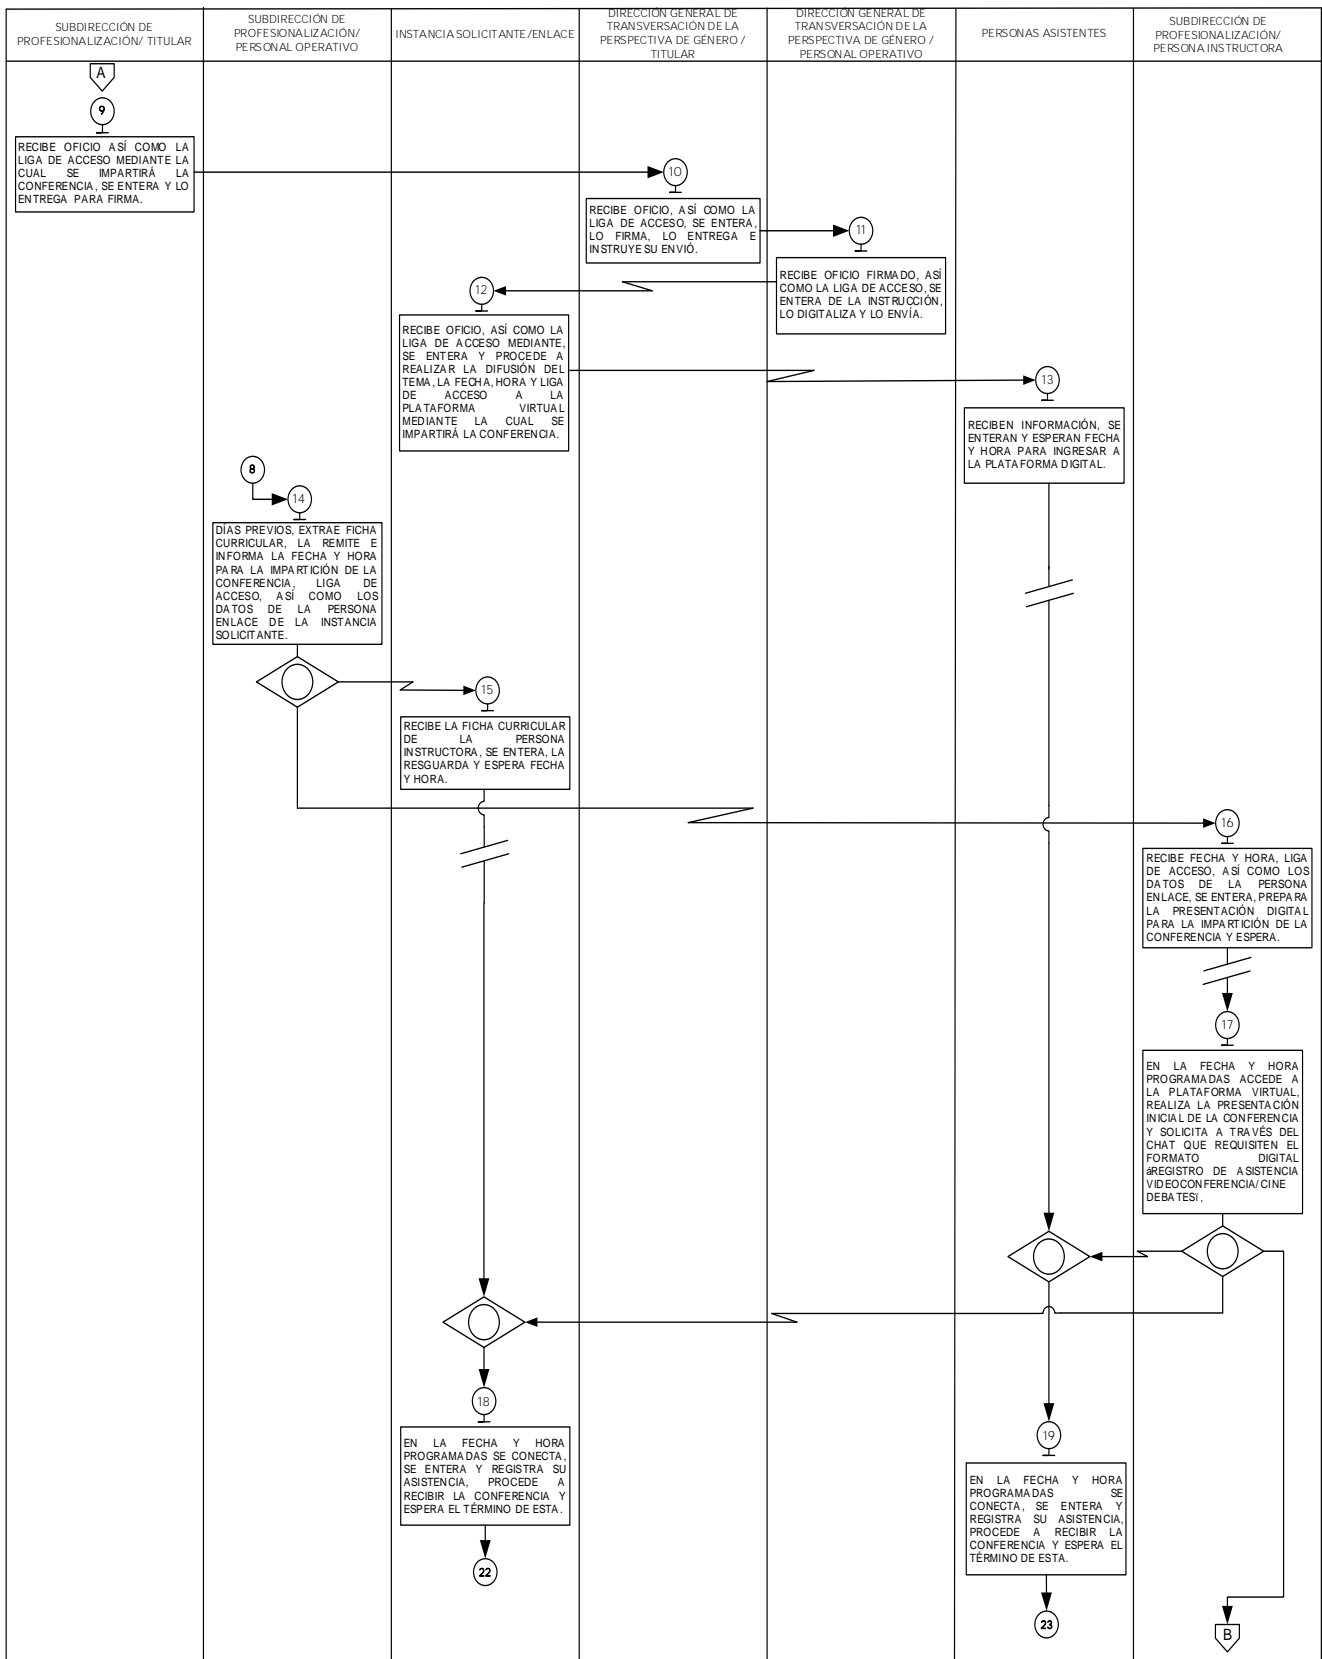 SUBDIRECCIÓN DE
PROFESIONALIZACIÓN/ TITULAR
SUBDIRECCIÓN DE
PROFESIONALIZACIÓN/
PERSONAL OPERATIVO
INSTANCIA SOLICITANTE/ENLACE
DIRECCIÓN GENERAL DE
TRANSVERSACIÓN DE LA
PERSPECTIVA DE GÉNERO /
TITULAR
DIRECCIÓN GENERAL DE
TRANSVERSACIÓN DE LA
PERSPECTIVA DE GÉNERO /
PERSONAL OPERATIVO
PERSONAS ASISTENTES
SUBDIRECCIÓN DE
PROFESIONALIZACIÓN/
PERSONA INSTRUCTORA
A
9
RECIBE OFICIO ASÍ COMO LA
LIGA DE ACCESO MEDIANTE LA
CUAL SE IMPARTIRÁ LA
CONFERENCIA, SE ENTERA Y LO
ENTREGA PARA FIRMA.
10
RECIBE OFICIO, ASÍ COMO LA
LIGA DE ACCESO, SE ENTERA,
LO FIRMA, LO ENTREGA E
INSTRUYE SU ENVIÓ.
11
RECIBE OFICIO FIRMADO, ASÍ
COMO LA LIGA DE ACCESO, SE
ENTERA DE LA INSTRUCCIÓN,
LO DIGITALIZA Y LO ENVÍA.
12
RECIBE OFICIO, ASÍ COMO LA
LIGA DE ACCESO MEDIANTE,
SE ENTERA Y PROCEDE A
REALIZAR LA DIFUSIÓN DEL
TEMA, LA FECHA, HORA Y LIGA
DE ACCESO A LA
PLATAFORMA VIRTUAL
MEDIANTE LA CUAL SE
IMPARTIRÁ LA CONFERENCIA.
13
RECIBEN INFORMACIÓN, SE
ENTERAN Y ESPERAN FECHA
Y HORA PARA INGRESAR A
LA PLATAFORMA DIGITAL.
8
14
DÍAS PREVIOS, EXTRAE FICHA
CURRICULAR, LA REMITE E
INFORMA LA FECHA Y HORA
PARA LA IMPARTICIÓN DE LA
CONFERENCIA, LIGA DE
ACCESO, ASÍ COMO LOS
DATOS DE LA PERSONA
ENLACE DE LA INSTANCIA
SOLICITANTE.
15
RECIBE LA FICHA CURRICULAR
DE LA PERSONA
INSTRUCTORA, SE ENTERA, LA
RESGUARDA Y ESPERA FECHA
Y HORA.
16
RECIBE FECHA Y HORA, LIGA
DE ACCESO, ASÍ COMO LOS
DATOS DE LA PERSONA
ENLACE, SE ENTERA, PREPARA
LA PRESENTACIÓN DIGITAL
PARA LA IMPARTICIÓN DE LA
CONFERENCIA Y ESPERA.
17
EN LA FECHA Y HORA
PROGRAMADAS ACCEDE A
LA PLATAFORMA VIRTUAL,
REALIZA LA PRESENTACIÓN
INICIAL DE LA CONFERENCIA
Y SOLICITA A TRAVÉS DEL
CHAT QUE REQUISITEN EL
FORMATO DIGITAL
áREGISTRO DE ASISTENCIA
VIDEOCONFERENCIA/CINE
DEBATESï,
18
EN LA FECHA Y HORA
PROGRAMADAS SE CONECTA,
SE ENTERA Y REGISTRA SU
ASISTENCIA, PROCEDE A
RECIBIR LA CONFERENCIA Y
ESPERA EL TÉRMINO DE ESTA.
22
19
EN LA FECHA Y HORA
PROGRAMADAS SE
CONECTA, SE ENTERA Y
REGISTRA SU ASISTENCIA,
PROCEDE A RECIBIR LA
CONFERENCIA Y ESPERA EL
TÉRMINO DE ESTA.
23
B